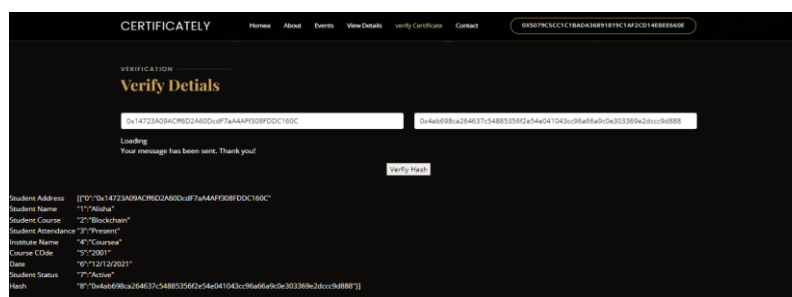 CERTIFICATELY
Homea About Events View Details verify Certificate Contact 0X5079C5CC1C1BADA36891819C1AF2CD14EBEE660E
VERIFICATION
Verify Detials
0x14723A09ACff6D2A60DcdF7aA4AFf308FDDC160C 0x4ab698ca264637c54885356f2e54e041043cc96a66a9c0e303369e2dccc9d888
Loading
Your message has been sent. Thank you!
Verfiy Hash
Student Address [{"0":"0x14723A09ACff6D2A60DcdF7aA4AFf308FDDC160C"
Student Name "1":"Alisha"
Student Course "2":"Blockchain"
Student Attendance "3":"Present"
Institute Name "4":"Coursea"
Course COde "5":"2001"
Date "6":"12/12/2021"
Student Status "7":"Active"
Hash "8":"0x4ab698ca264637c54885356f2e54e041043cc96a66a9c0e303369e2dccc9d888"}]